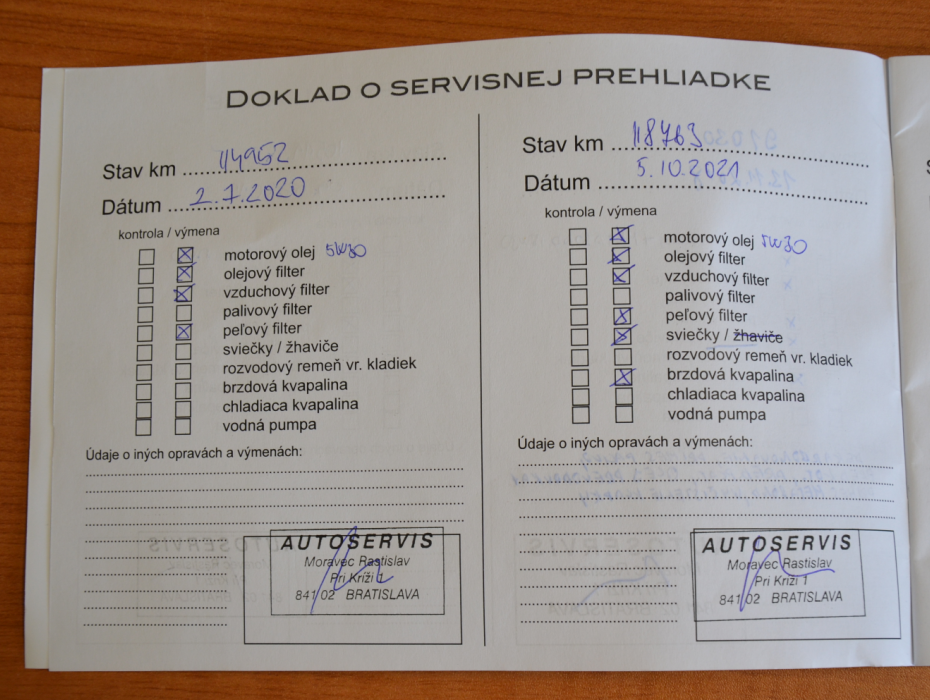 DOKLAD O SERVISNEJ PREHLIADKE
Stav km 114952
Dátum 2.7.2020
kontrola / výmena
motorový olej 5W30
olejový filter
vzduchový filter
palivový filter
peľový filter
sviečky / žhaviče
rozvodový remeň vr. kladiek
brzdová kvapalina
chladiaca kvapalina
vodná pumpa
Údaje o iných opravách a výmenách:
AUTOSERVIS
Moravec Rastislav
Pri Kríži 1
841 02 BRATISLAVA
Stav km 118763
Dátum 5.10.2021
kontrola / výmena
motorový olej 5W30
olejový filter
vzduchový filter
palivový filter
peľový filter
sviečky / žhaviče
rozvodový remeň vr. kladiek
brzdová kvapalina
chladiaca kvapalina
vodná pumpa
Údaje o iných opravách a výmenách:
AUTOSERVIS
Moravec Rastislav
Pri Kríži 1
841 02 BRATISLAVA